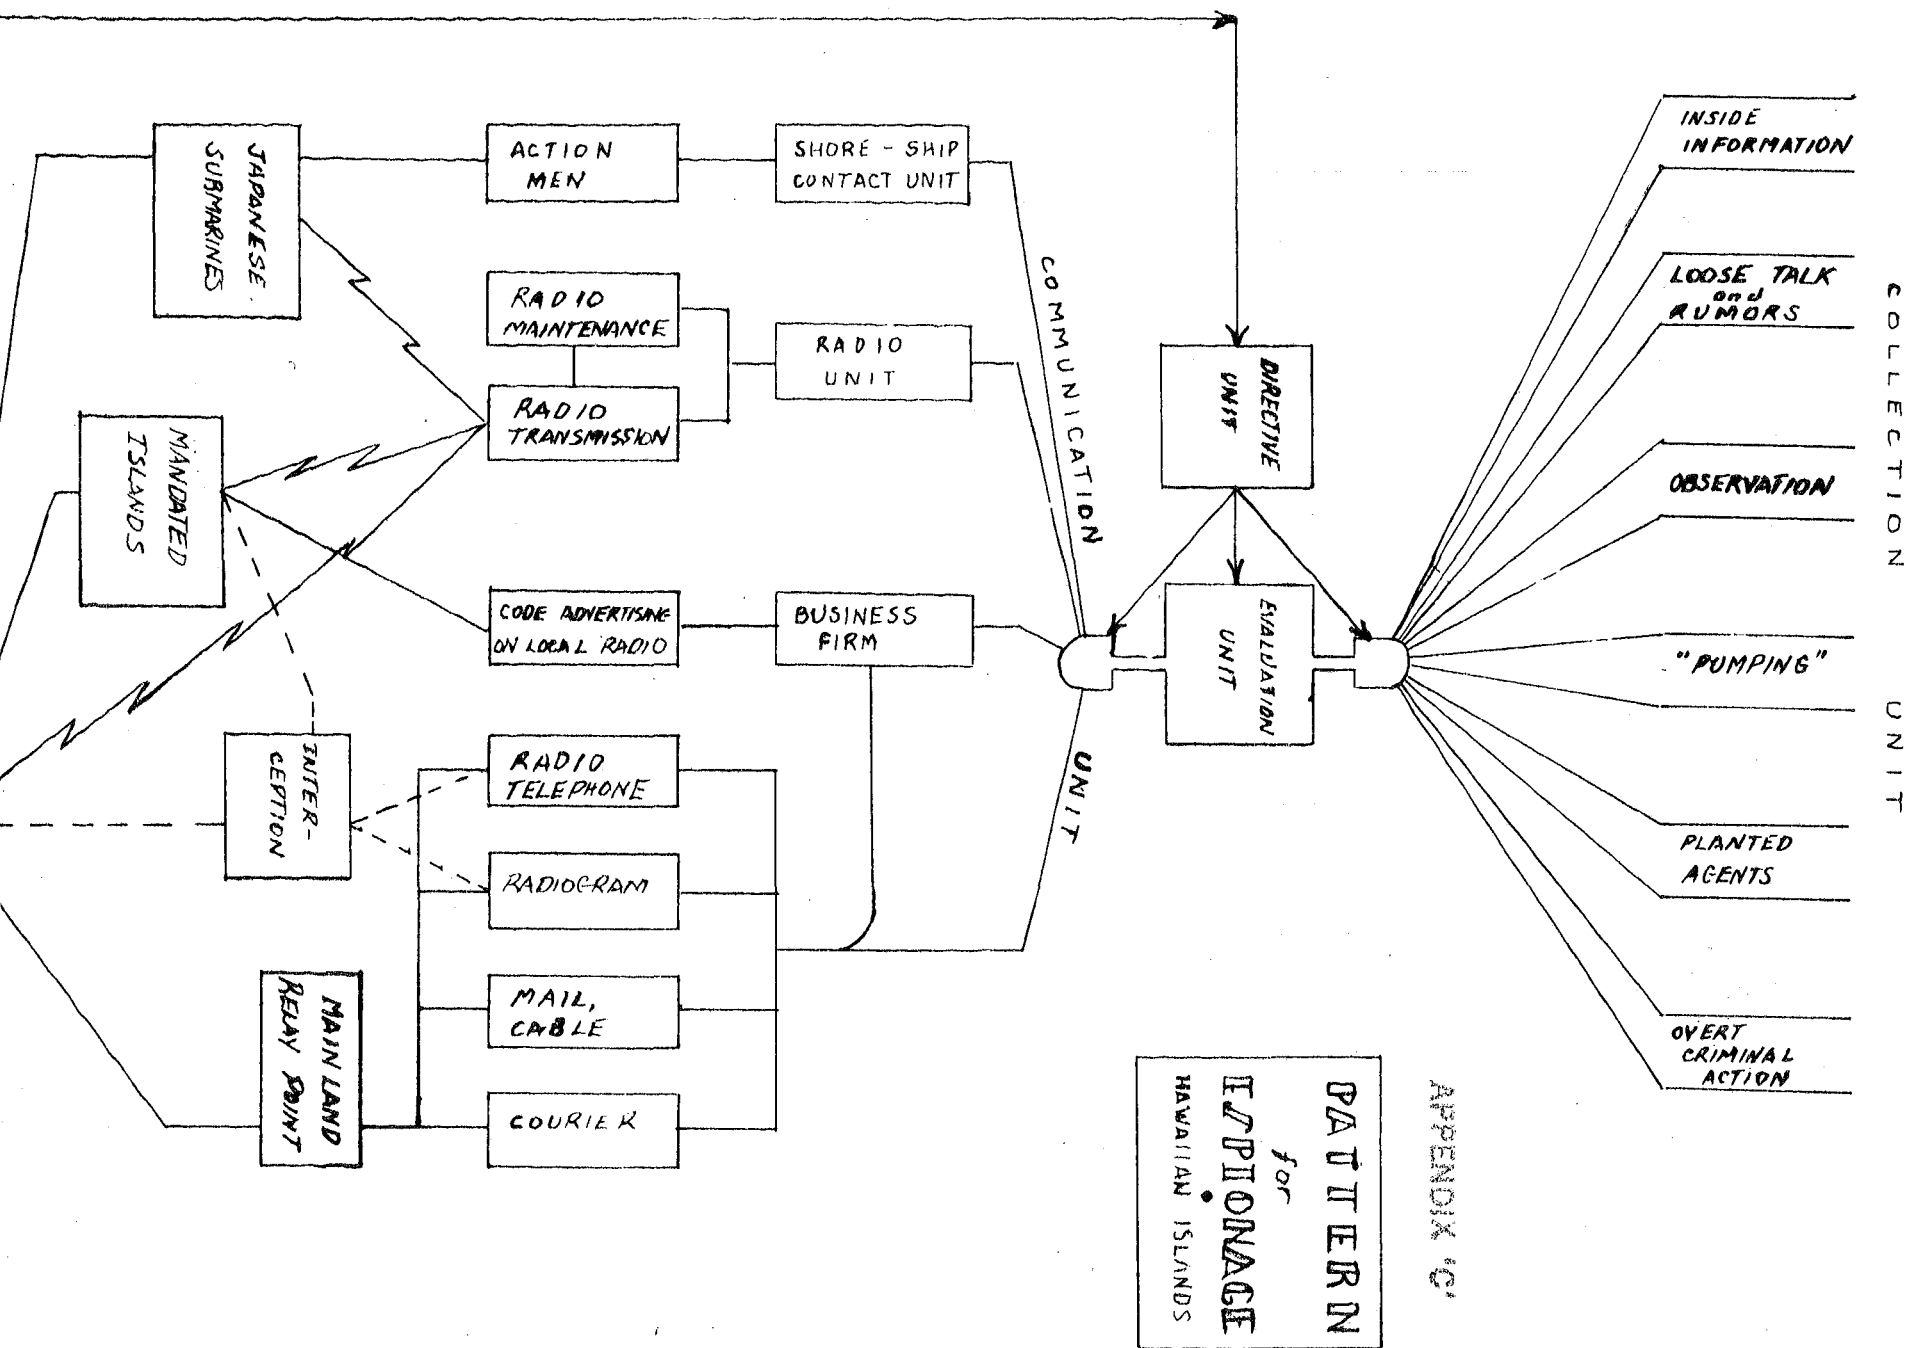 COLLECTION UNIT
INSIDE
INFORMATION
LOOSE TALK
and
RUMORS
OBSERVATION
"PUMPING"
PLANTED
AGENTS
OVERT
CRIMINAL
ACTION
DIRECTIVE
UNIT
EVALUATION
UNIT
COMMUNICATION UNIT
SHORE - SHIP
CONTACT UNIT
RADIO
UNIT
BUSINESS
FIRM
ACTION
MEN
RADIO
MAINTENANCE
RADIO
TRANSMISSION
CODE ADVERTISING
ON LOCAL RADIO
RADIO
TELEPHONE
RADIOGRAM
MAIL,
CABLE
COURIER
JAPANESE
SUBMARINES
MANDATED
ISLANDS
INTER-
CEPTION
MAINLAND
RELAY POINT
APPENDIX 'C'
PATTERN
for
ESPIONAGE
HAWAIIAN ISLANDS